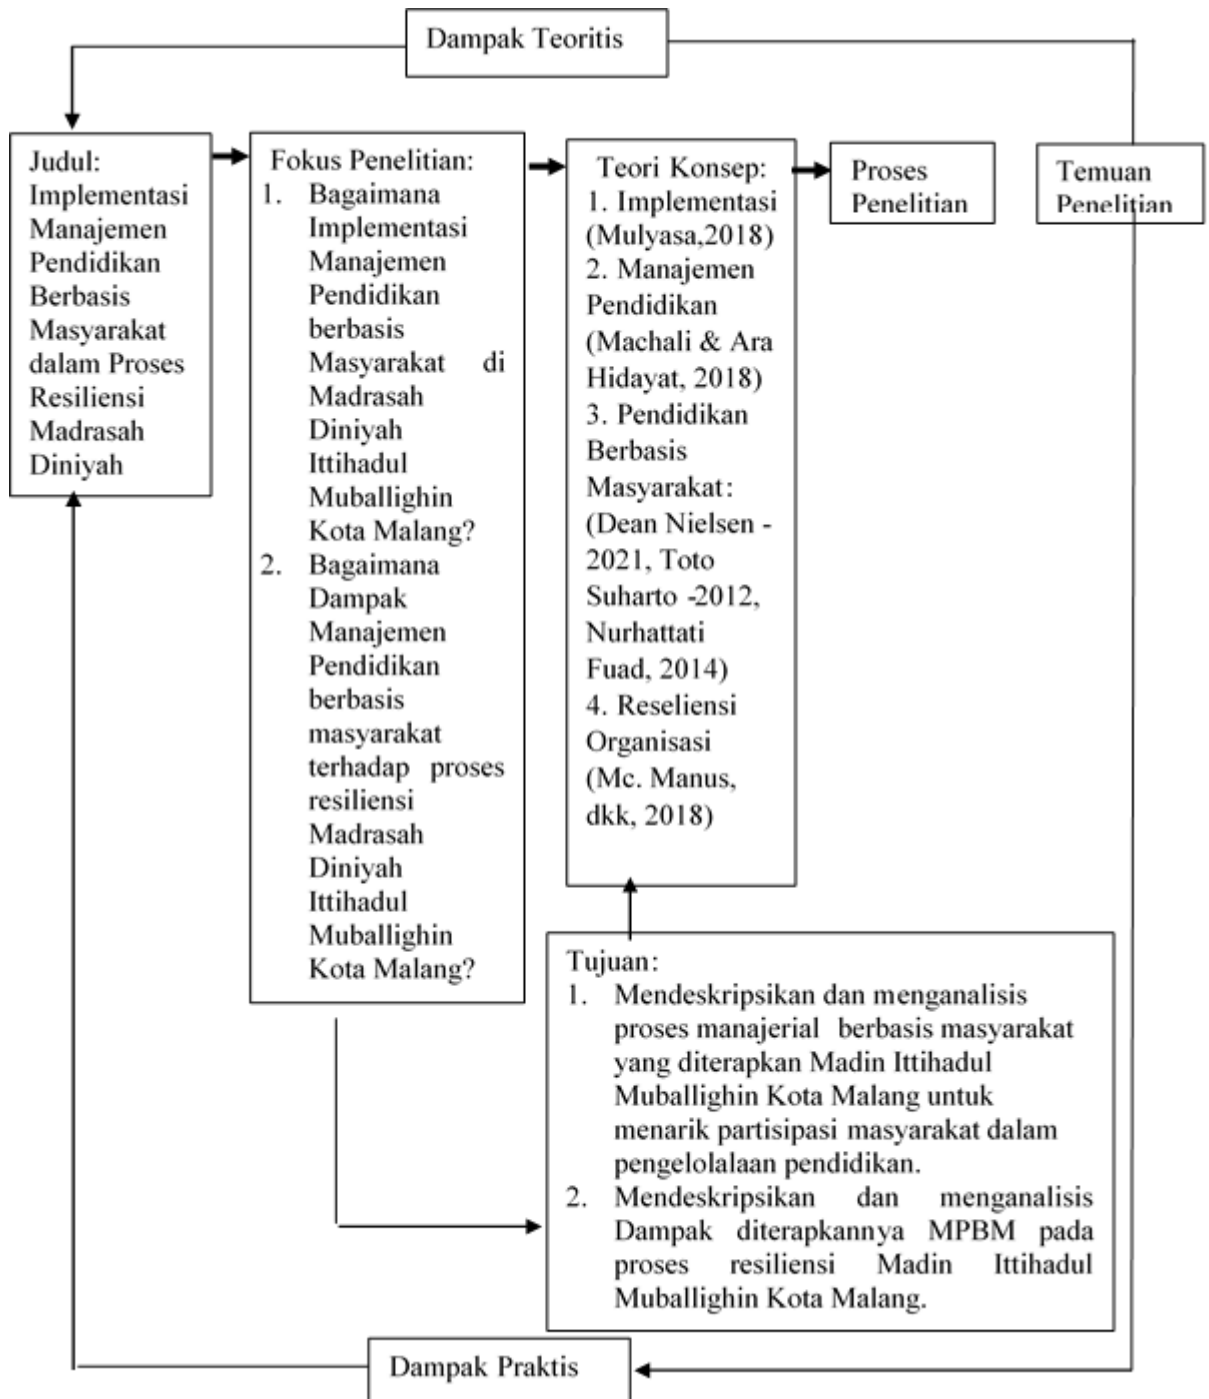 Dampak Teoritis
Judul:
Implementasi
Manajemen
Pendidikan
Berbasis
Masyarakat
dalam Proses
Resiliensi
Madrasah
Diniyah
Fokus Penelitian:
1. Bagaimana
Implementasi
Manajemen
Pendidikan
berbasis
Masyarakat di
Madrasah
Diniyah
Ittihadul
Muballighin
Kota Malang?
2. Bagaimana
Dampak
Manajemen
Pendidikan
berbasis
masyarakat
terhadap proses
resiliensi
Madrasah
Diniyah
Ittihadul
Muballighin
Kota Malang?
Teori Konsep:
1. Implementasi
(Mulyasa,2018)
2. Manajemen
Pendidikan
(Machali & Ara
Hidayat, 2018)
3. Pendidikan
Berbasis
Masyarakat:
(Dean Nielsen -
2021, Toto
Suharto -2012,
Nurhattati
Fuad, 2014)
4. Reseliensi
Organisasi
(Mc. Manus,
dkk, 2018)
Proses
Penelitian
Temuan
Penelitian
Tujuan:
1. Mendeskripsikan dan menganalisis
proses manajerial berbasis masyarakat
yang diterapkan Madin Ittihadul
Muballighin Kota Malang untuk
menarik partisipasi masyarakat dalam
pengelolalaan pendidikan.
2. Mendeskripsikan dan menganalisis
Dampak diterapkannya MPBM pada
proses resiliensi Madin Ittihadul
Muballighin Kota Malang.
Dampak Praktis